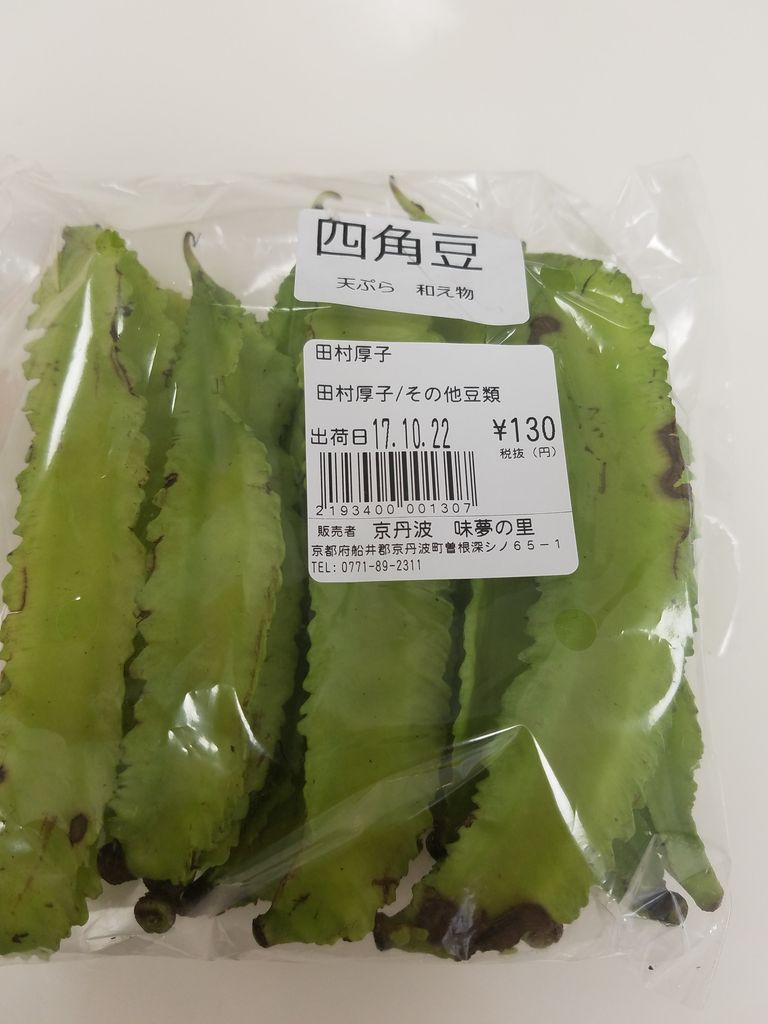 四角豆
天ぷら 和え物
田村厚子
田村厚子/その他豆類
出荷日17.10.22 ¥130
税抜(円)
2193400 001307
販売者 京丹波 味夢の里
京都府船井郡京丹波町曽根深シノ65-1
TEL:0771-89-2311